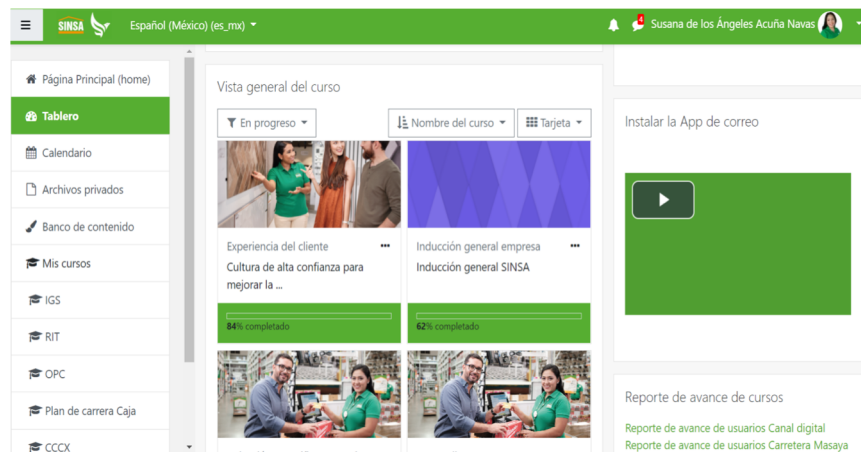 SINSA
Español (México) (es_mx)
4
Susana de los Ángeles Acuña Navas
Página Principal (home)
Tablero
Calendario
Archivos privados
Banco de contenido
Mis cursos
IGS
RIT
OPC
Plan de carrera Caja
CCCX
Vista general del curso
En progreso
Nombre del curso
Tarjeta
Experiencia del cliente
Cultura de alta confianza para
mejorar la ...
84% completado
Inducción general empresa
Inducción general SINSA
62% completado
Instalar la App de correo
Reporte de avance de cursos
Reporte de avance de usuarios Canal digital
Reporte de avance de usuarios Carretera Masaya